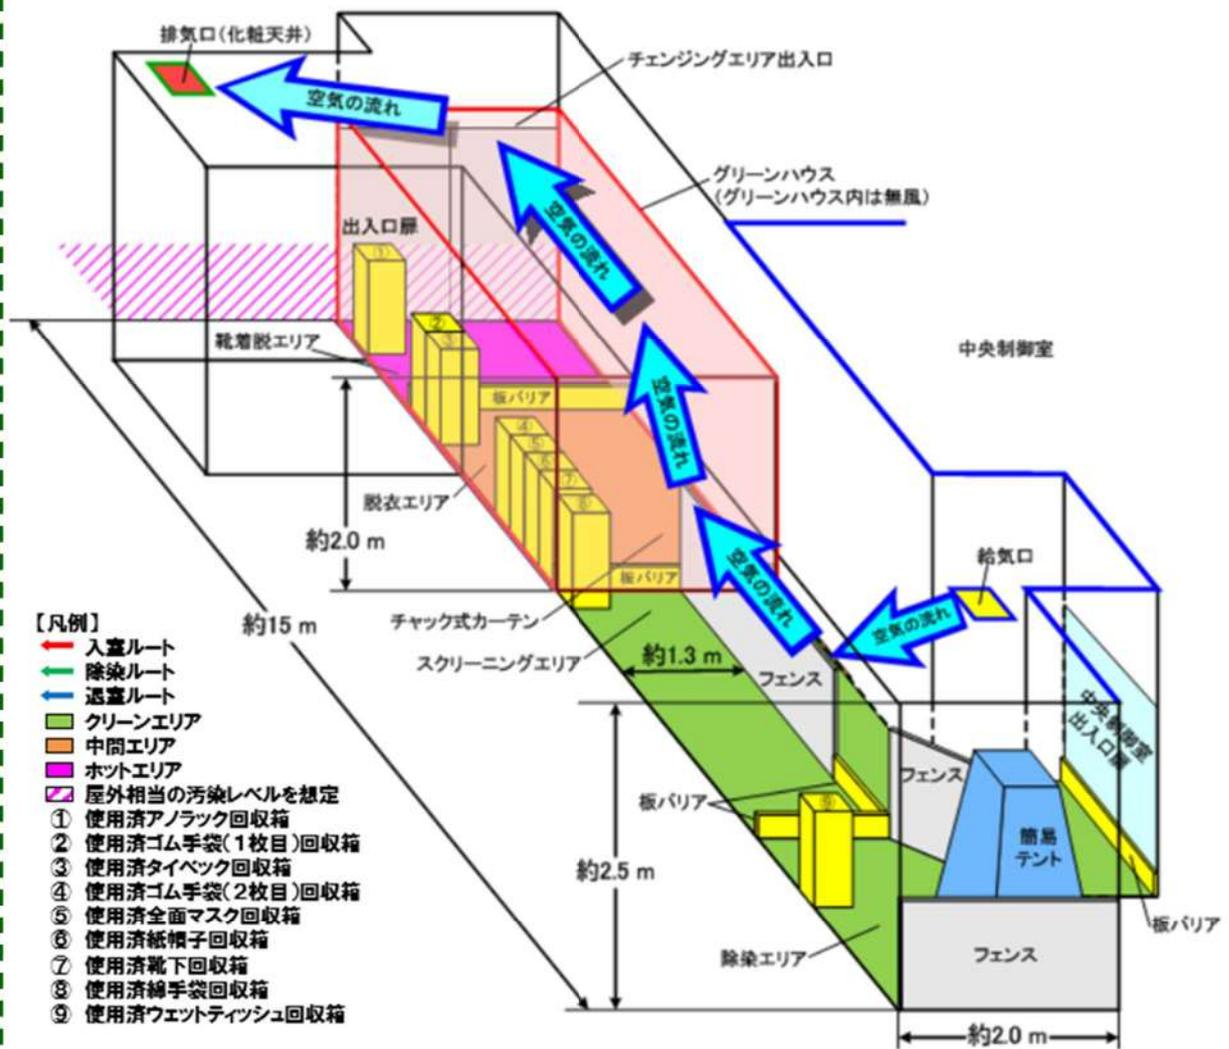 排気口(化粧天井)
チェンジングエリア出入口
空気の流れ
グリーンハウス
(グリーンハウス内は無風)
空気の流れ
出入口扉
①
②
③
靴着脱エリア
中央制御室
空気の流れ
板バリア
④
⑤
⑥
⑦
⑧
脱衣エリア
約2.0 m
板バリア
空気の流れ
給気口
空気の流れ
チャック式カーテン
スクリーニングエリア
約15 m
約1.3 m
フェンス
中央制御室
出入口扉
フェンス
板バリア
⑨
簡易
テント
約2.5 m
板バリア
除染エリア
フェンス
約2.0 m
【凡例】
入室ルート
除染ルート
退室ルート
クリーンエリア
中間エリア
ホットエリア
屋外相当の汚染レベルを想定
① 使用済アノラック回収箱
② 使用済ゴム手袋(1枚目)回収箱
③ 使用済タイベック回収箱
④ 使用済ゴム手袋(2枚目)回収箱
⑤ 使用済全面マスク回収箱
⑥ 使用済紙帽子回収箱
⑦ 使用済靴下回収箱
⑧ 使用済綿手袋回収箱
⑨ 使用済ウェットティッシュ回収箱